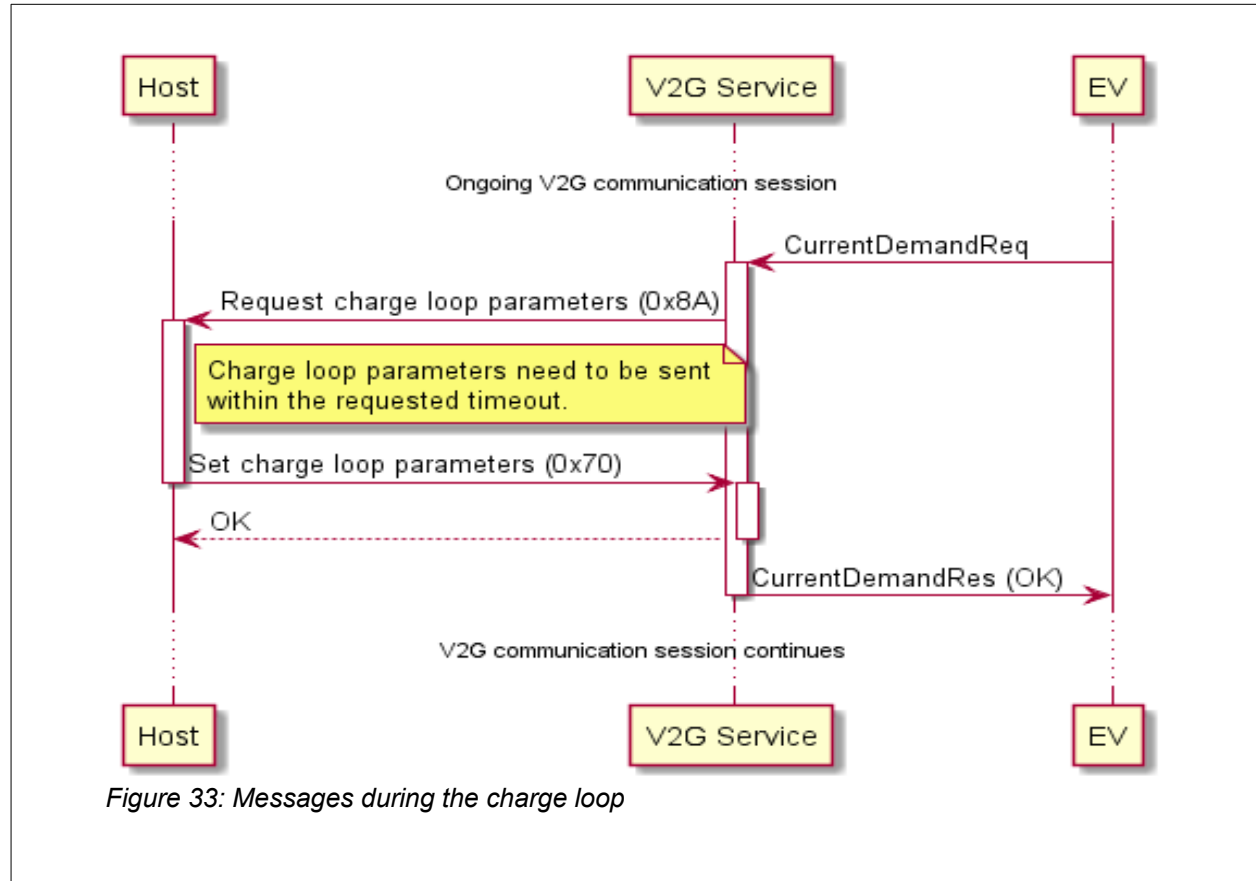 Host
V2G Service
EV
Ongoing V2G communication session
CurrentDemandReq
Request charge loop parameters (0x8A)
Charge loop parameters need to be sent
within the requested timeout.
Set charge loop parameters (0x70)
OK
CurrentDemandRes (OK)
V2G communication session continues
Host
V2G Service
EV
Figure 33: Messages during the charge loop